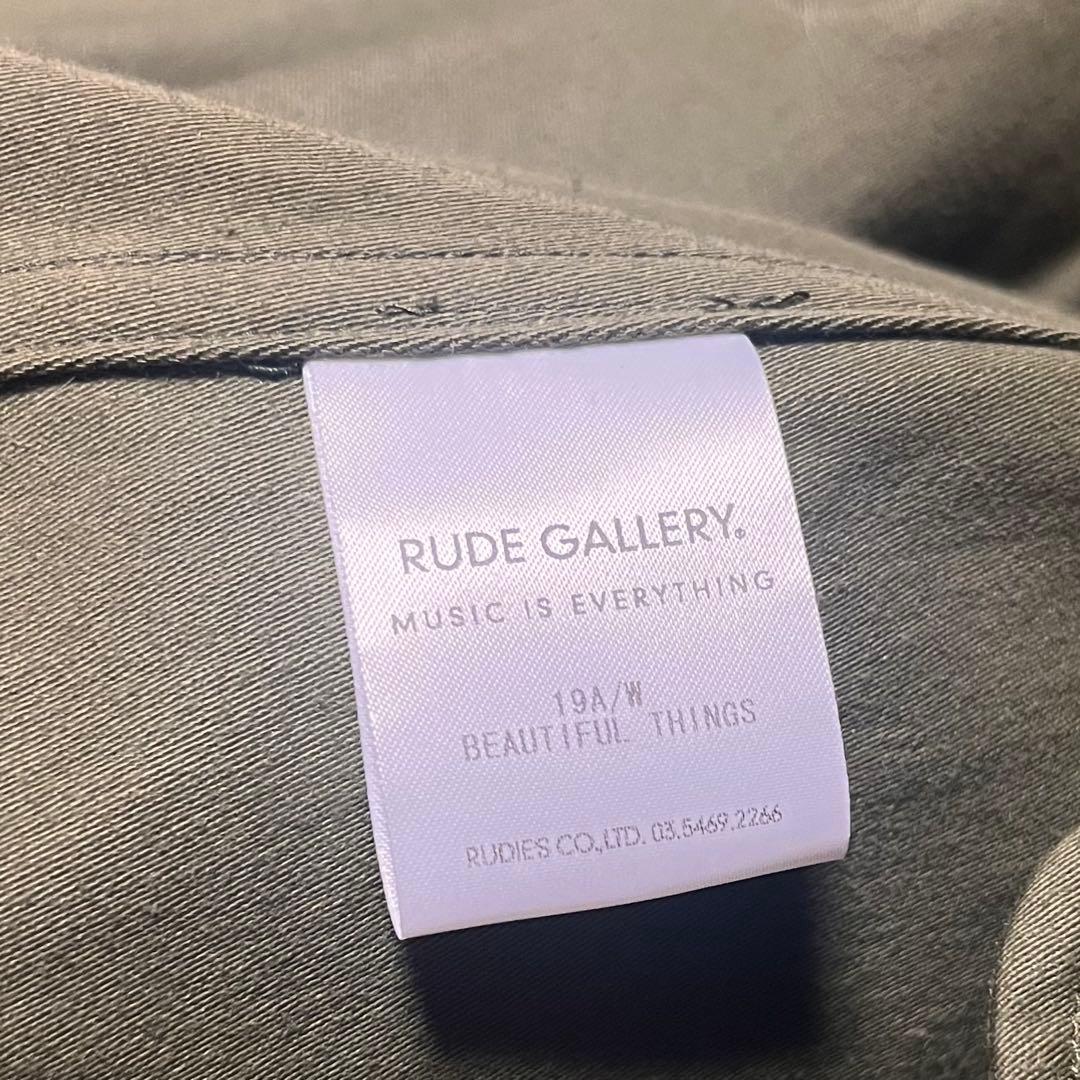 RUDE GALLERY.
MUSIC IS EVERYTHING
19A/W
BEAUTIFUL THINGS
RUDIES CO.,LTD. 03.5469.2266